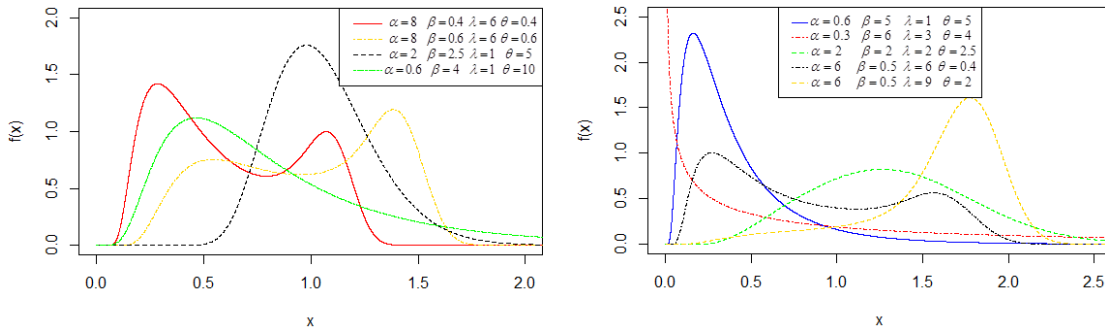 f(x)
2.0
1.5
1.0
0.5
0.0
α = 8 β = 0.4 λ = 6 θ = 0.4
α = 8 β = 0.6 λ = 6 θ = 0.6
α = 2 β = 2.5 λ = 1 θ = 5
α = 0.6 β = 4 λ = 1 θ = 10
0.0 0.5 1.0 1.5 2.0
x
f(x)
2.5
2.0
1.5
1.0
0.5
0.0
α = 0.6 β = 5 λ = 1 θ = 5
α = 0.3 β = 6 λ = 3 θ = 4
α = 2 β = 2 λ = 2 θ = 2.5
α = 6 β = 0.5 λ = 6 θ = 0.4
α = 6 β = 0.5 λ = 9 θ = 2
0.0 0.5 1.0 1.5 2.0 2.5
x